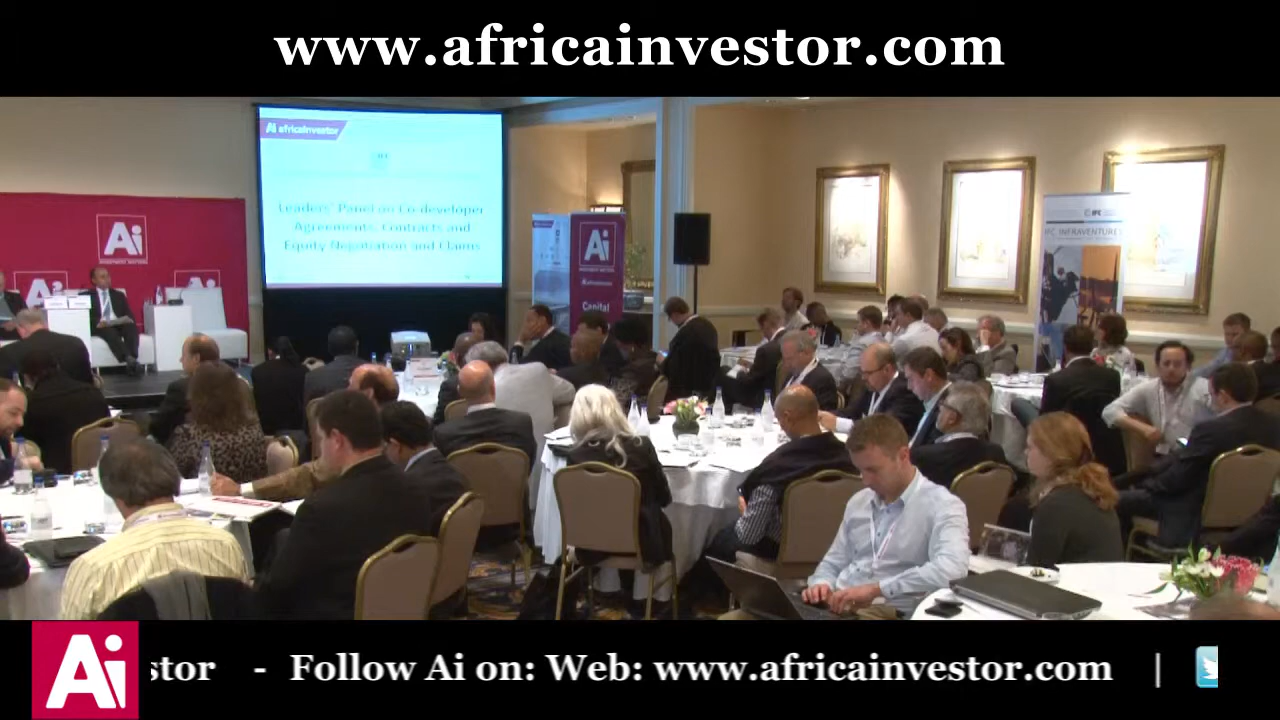 www.africainvestor.com
Ai africainvestor
Leaders' Panel on Co-developer
Agreements, Contracts and
Equity Negotiation and Claims
Ai
Ai
Ai
Capital
IFC
IFC INFRAVENTURES
Ai
stor - Follow Ai on: Web: www.africainvestor.com |